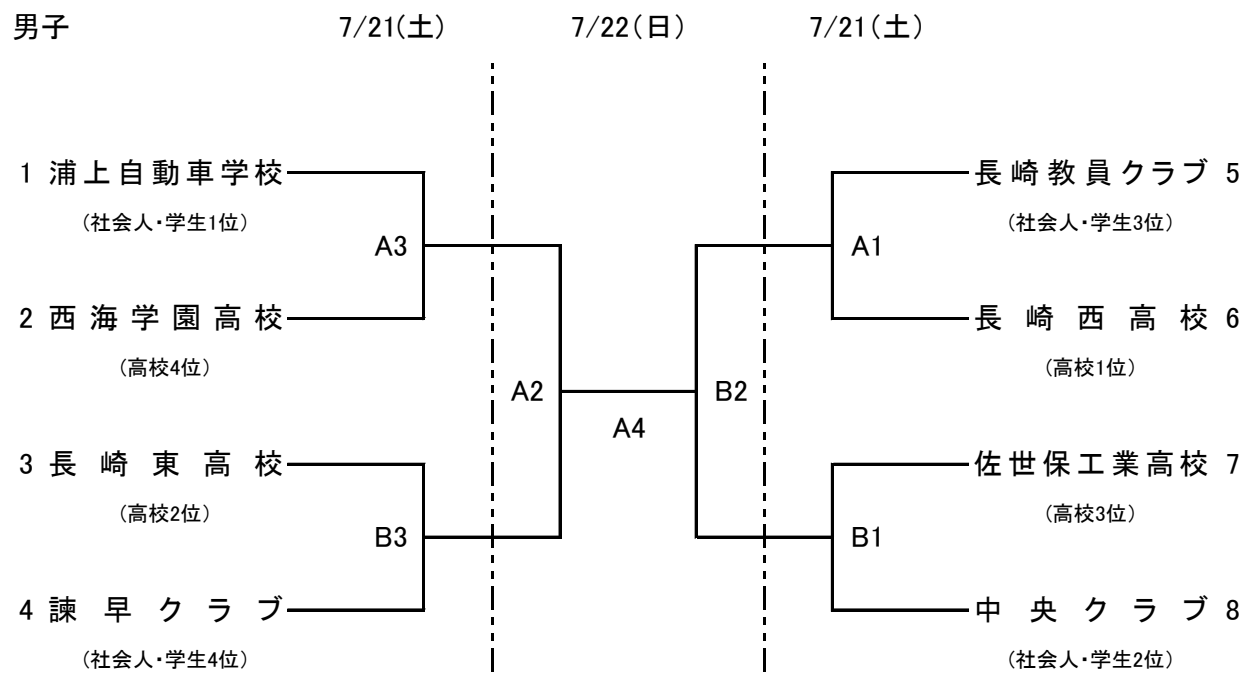 男子 7/21(土) 7/22(日) 7/21(土)
1 浦上自動車学校 長崎教員クラブ 5
(社会人・学生1位) (社会人・学生3位)
A3 A1
2 西海学園高校 長崎西高校 6
(高校4位) (高校1位)
A2 B2
A4
3 長崎東高校 佐世保工業高校 7
(高校2位) (高校3位)
B3 B1
4 諫早クラブ 中央クラブ 8
(社会人・学生4位) (社会人・学生2位)